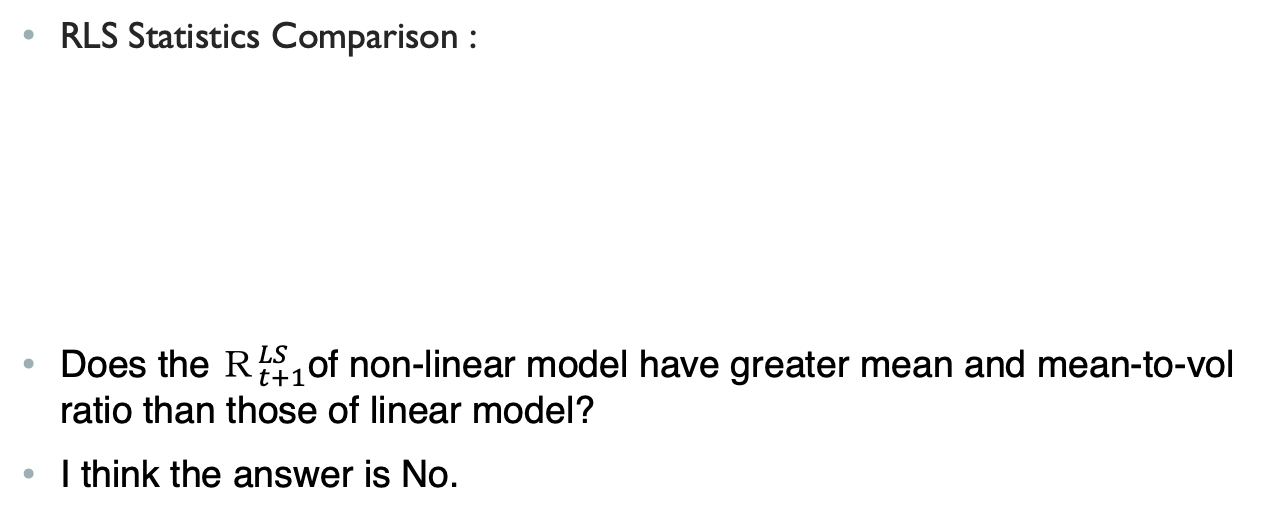 • RLS Statistics Comparison :
• Does the R^{LS}_{t+1} of non-linear model have greater mean and mean-to-vol
ratio than those of linear model?
• I think the answer is No.